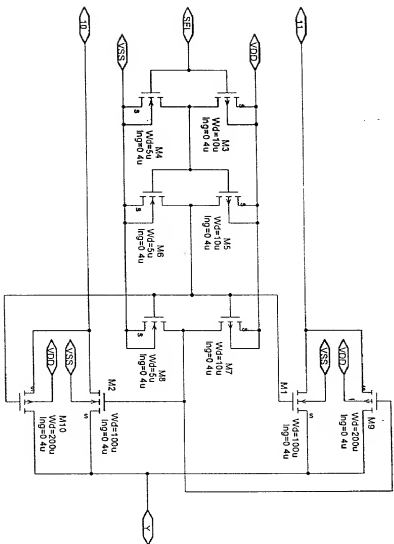 I0
VSS
SEL
VDD
I1
M4
Wd=5u
lng=0.4u
M3
Wd=10u
lng=0.4u
M6
Wd=5u
lng=0.4u
M5
Wd=10u
lng=0.4u
M8
Wd=5u
lng=0.4u
M7
Wd=10u
lng=0.4u
M10
Wd=200u
lng=0.4u
VDD
VSS
M2
Wd=100u
lng=0.4u
M1
Wd=100u
lng=0.4u
VSS
VDD
M9
Wd=200u
lng=0.4u
Y
S
S
S
S
S
S
S
S
S